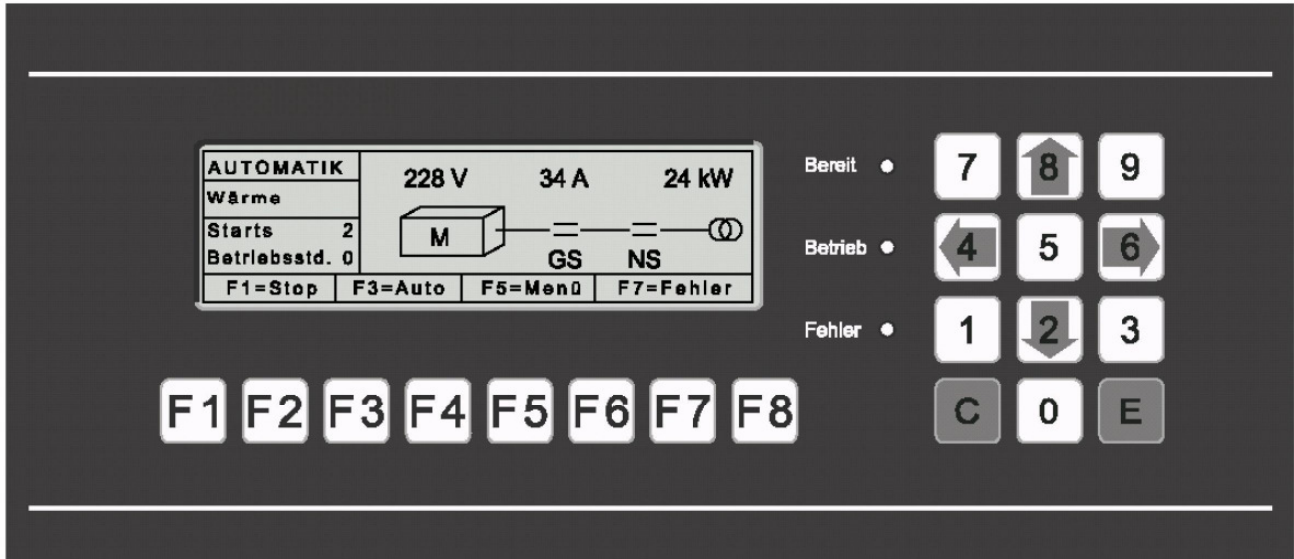 AUTOMATIK
Wärme
Starts 2
Betriebsstd. 0
228 V 34 A 24 kW
M
GS NS
F1=Stop F3=Auto F5=Menü F7=Fehler
Bereit
Betrieb
Fehler
F1 F2 F3 F4 F5 F6 F7 F8
7 8 9
4 5 6
1 2 3
C 0 E